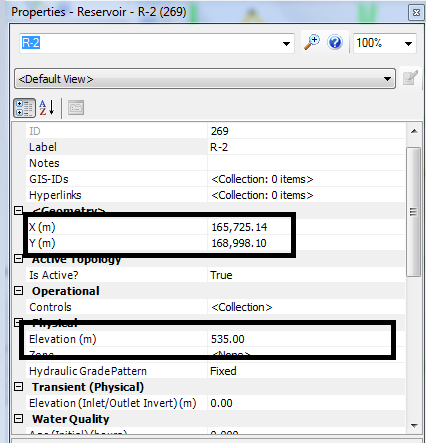 Properties - Reservoir - R-2 (269)
R-2
100%
<Default View>
ID 269
Label R-2
Notes
GIS-IDs <Collection: 0 items>
Hyperlinks <Collection: 0 items>
<Geometry>
X (m) 165,725.14
Y (m) 168,998.10
Active Topology
Is Active? True
Operational
Controls <Collection>
Physical
Elevation (m) 535.00
Zone <None>
Hydraulic Grade Pattern Fixed
Transient (Physical)
Elevation (Inlet/Outlet Invert) (m) 0.00
Water Quality
Age (Initial) (hours) 0.000